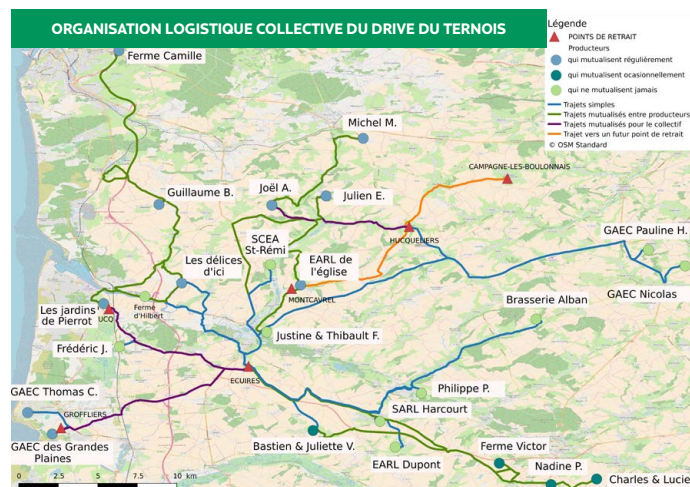 ORGANISATION LOGISTIQUE COLLECTIVE DU DRIVE DU TERNOIS
Légende
POINTS DE RETRAIT
Producteurs
qui mutualisent régulièrement
qui mutualisent ocasionnellement
qui ne mutualisent jamais
Trajets simples
Trajets mutualisés entre producteurs
Trajets mutualisés pour le collectif
Trajet vers un futur point de retrait
© OSM Standard
Ferme Camille
Michel M.
CAMPAGNE-LES-BOULONNAIS
Guillaume B.
Joël A.
Julien E.
HUCQUELIERS
GAEC Pauline H.
SCEA
St-Rémi
Les délices
d'ici
EARL de
l'église
GAEC Nicolas
MONTCAVREL
Brasserie Alban
Les jardins
de Pierrot
UCQ
Ferme
d'Hilbert
Justine & Thibault F.
Frédéric J.
ECUIRES
GAEC Thomas C.
Philippe P.
GROFFLIERS
SARL Harcourt
GAEC des Grandes
Plaines
Bastien & Juliette V.
EARL Dupont
Ferme Victor
Nadine P.
Charles & Lucie
0 2.5 5 7.5 10 km